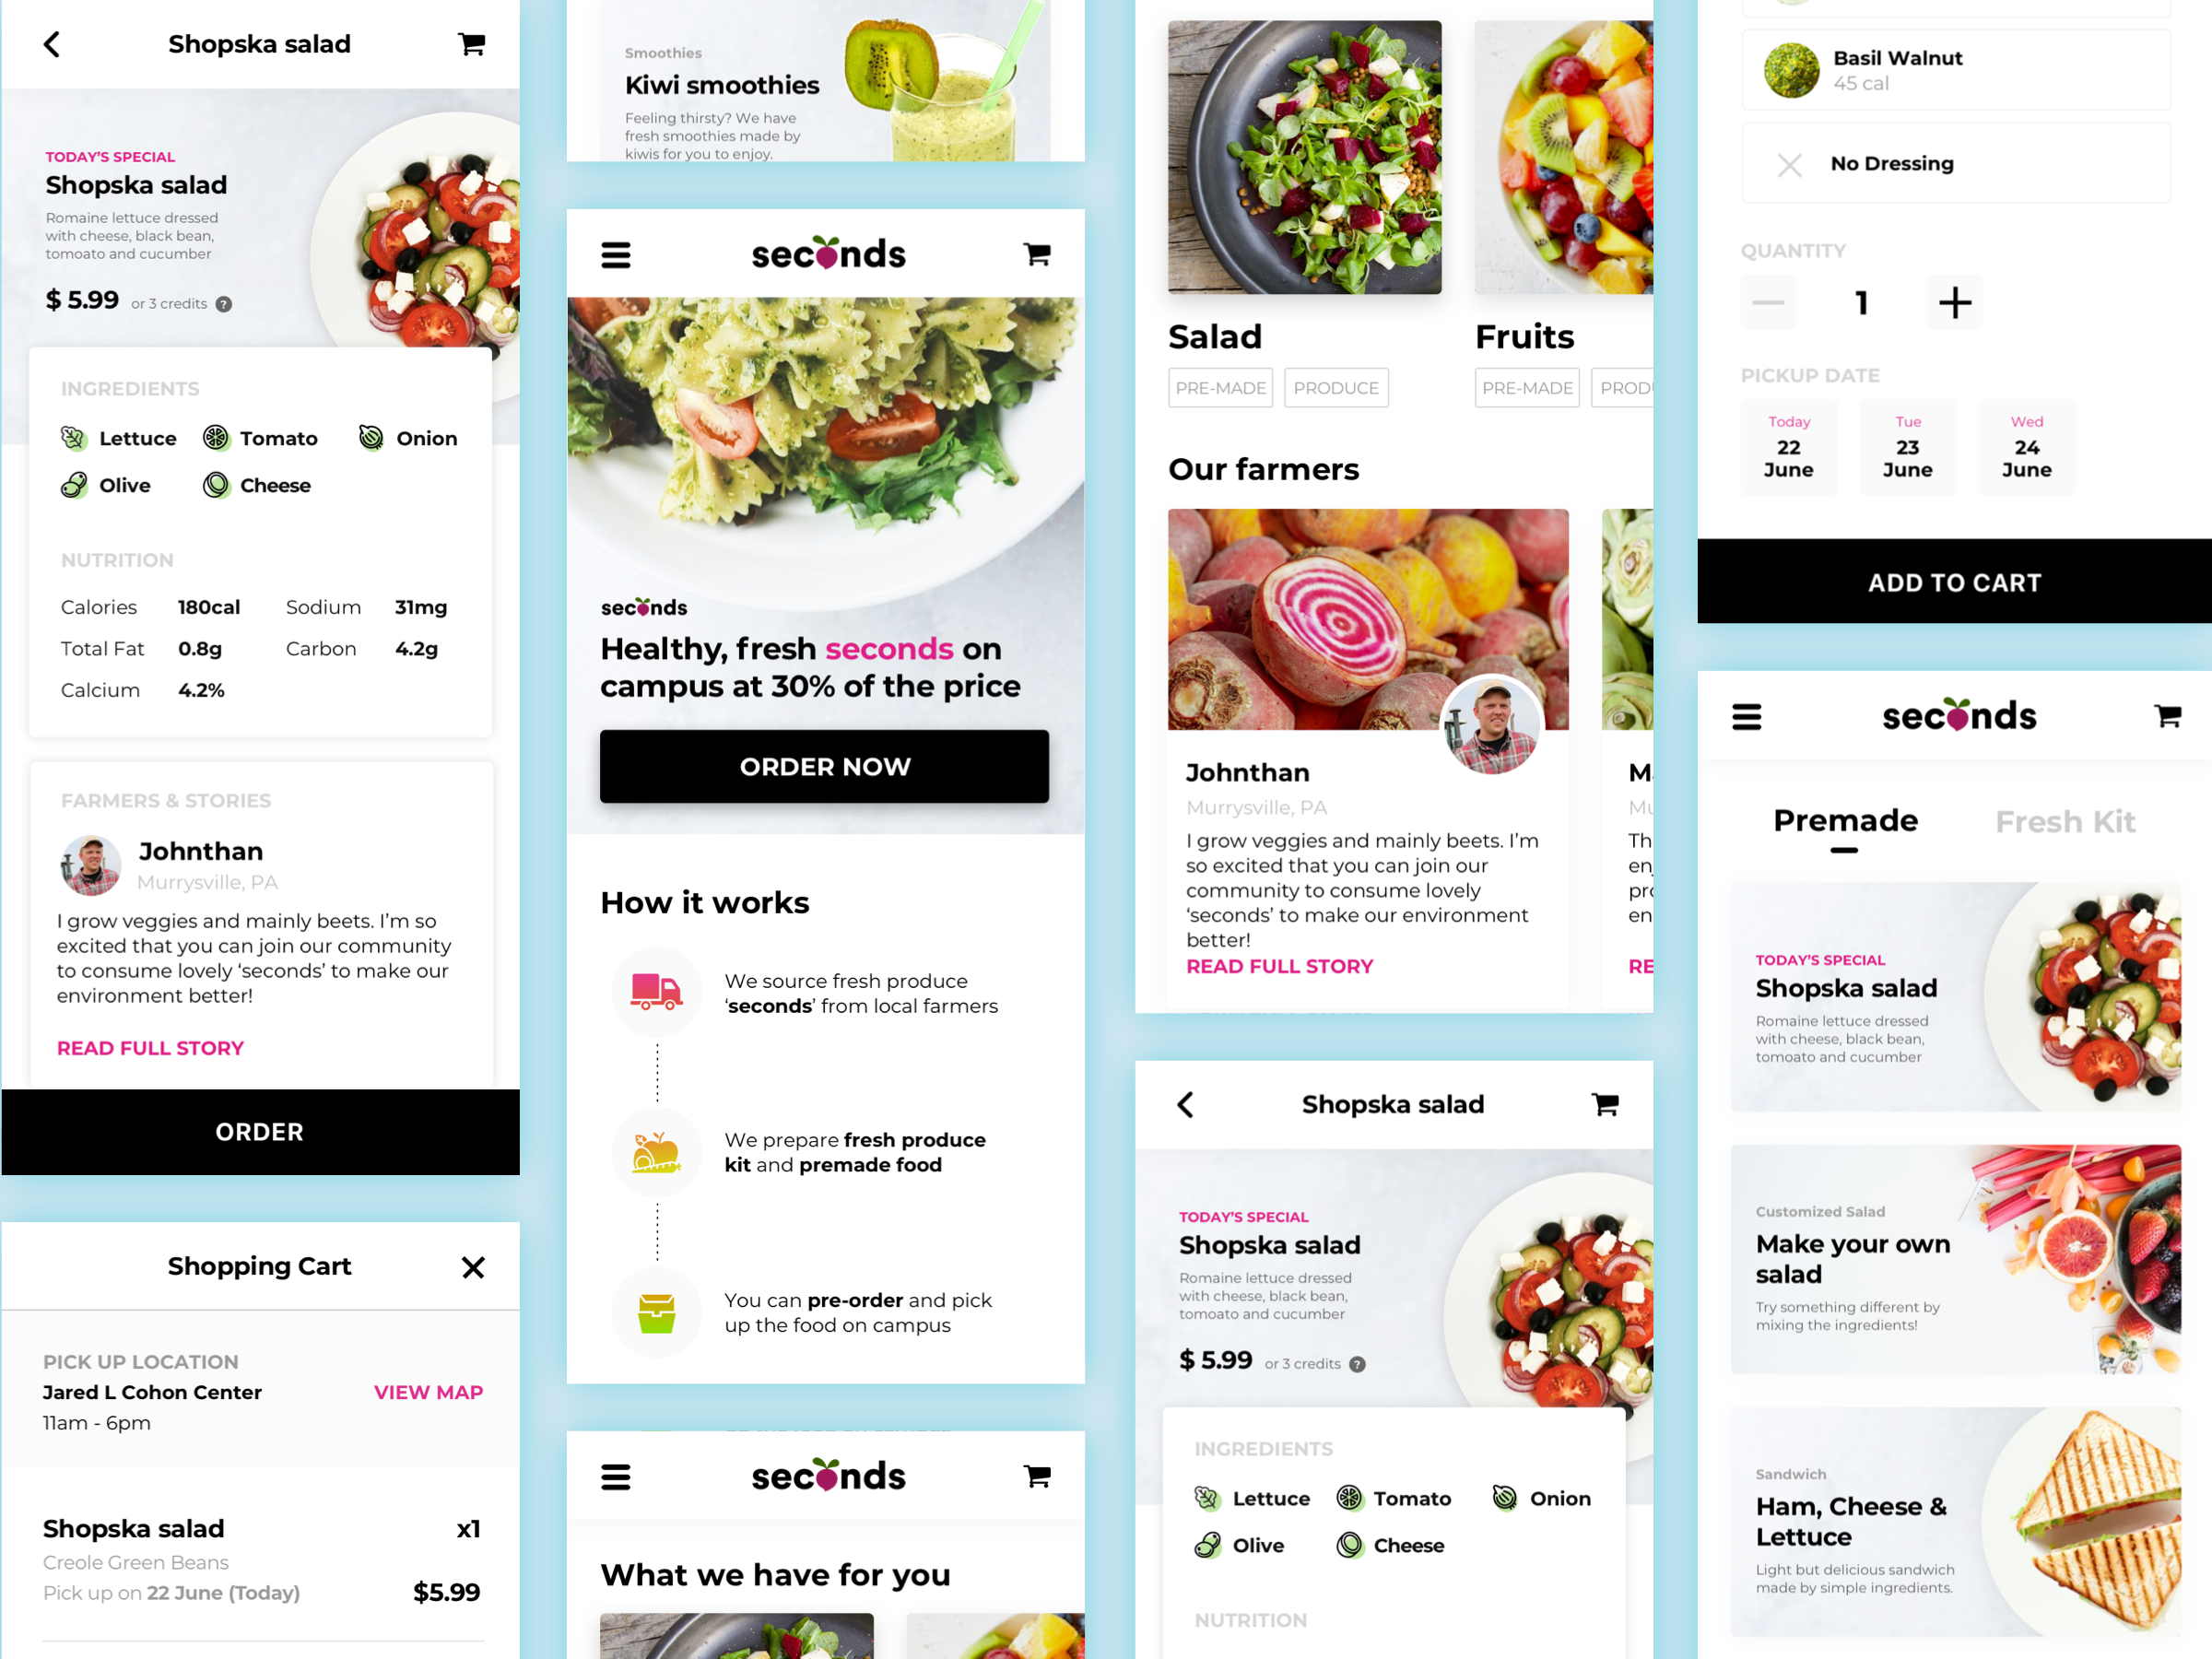 Shopska salad
TODAY'S SPECIAL
Shopska salad
Romaine lettuce dressed
with cheese, black bean,
tomoato and cucumber
$ 5.99 or 3 credits ?
INGREDIENTS
Lettuce Tomato Onion
Olive Cheese
NUTRITION
Calories 180cal Sodium 31mg
Total Fat 0.8g Carbon 4.2g
Calcium 4.2%
FARMERS & STORIES
Johnthan
Murrysville, PA
I grow veggies and mainly beets. I'm so
excited that you can join our community
to consume lovely ‘seconds’ to make our
environment better!
READ FULL STORY
ORDER
Shopping Cart
PICK UP LOCATION
Jared L Cohon Center VIEW MAP
11am - 6pm
Shopska salad x1
Creole Green Beans
Pick up on 22 June (Today) $5.99
Smoothies
Kiwi smoothies
Feeling thirsty? We have
fresh smoothies made by
kiwis for you to enjoy.
seconds
seconds
Healthy, fresh seconds on
campus at 30% of the price
ORDER NOW
How it works
We source fresh produce
‘seconds’ from local farmers
We prepare fresh produce
kit and premade food
You can pre-order and pick
up the food on campus
seconds
What we have for you
Salad Fruits
PRE-MADE PRODUCE PRE-MADE PRODU
Our farmers
Johnthan
Murrysville, PA
I grow veggies and mainly beets. I'm
so excited that you can join our
community to consume lovely
‘seconds’ to make our environment
better!
READ FULL STORY
M
Mu
Th
en
pro
en
RE
Shopska salad
TODAY'S SPECIAL
Shopska salad
Romaine lettuce dressed
with cheese, black bean,
tomoato and cucumber
$ 5.99 or 3 credits ?
INGREDIENTS
Lettuce Tomato Onion
Olive Cheese
NUTRITION
Basil Walnut
45 cal
No Dressing
QUANTITY
1
PICKUP DATE
Today Tue Wed
22 23 24
June June June
ADD TO CART
seconds
Premade Fresh Kit
TODAY'S SPECIAL
Shopska salad
Romaine lettuce dressed
with cheese, black bean,
tomoato and cucumber
Customized Salad
Make your own
salad
Try something different by
mixing the ingredients!
Sandwich
Ham, Cheese &
Lettuce
Light but delicious sandwich
made by simple ingredients.